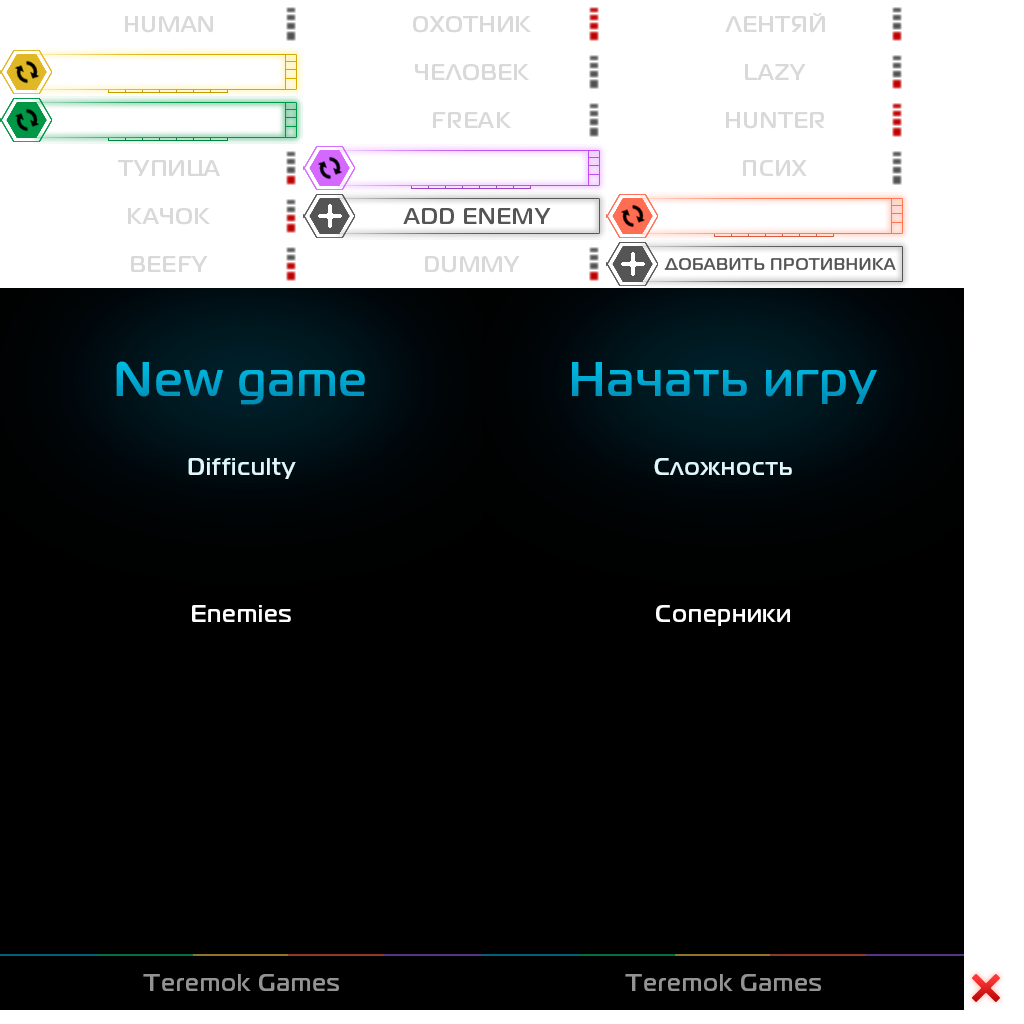 HUMAN
ОХОТНИК
ЛЕНТЯЙ
ЧЕЛОВЕК
LAZY
FREAK
HUNTER
ТУПИЦА
ПСИХ
КАЧОК
ADD ENEMY
BEEFY
DUMMY
ДОБАВИТЬ ПРОТИВНИКА
New game
Начать игру
Difficulty
Сложность
Enemies
Соперники
Teremok Games
Teremok Games